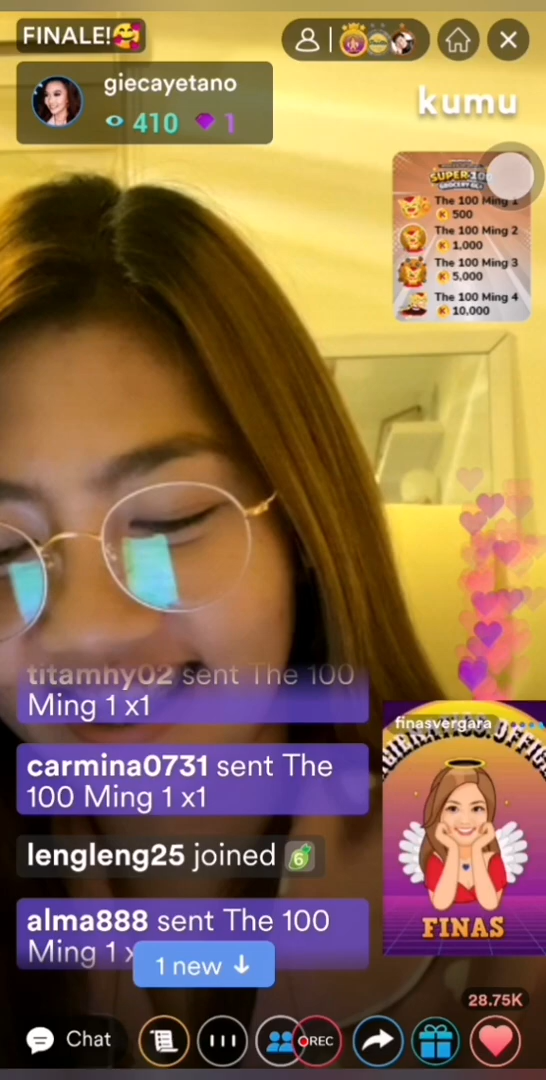 FINALE!🥰
giecayetano
410 1
kumu
SUPER 100
GROCERY
The 100 Ming 1
K 500
The 100 Ming 2
K 1,000
The 100 Ming 3
K 5,000
The 100 Ming 4
K 10,000
titamhy02 sent The 100
Ming 1 x1
carmina0731 sent The
100 Ming 1 x1
lengleng25 joined 6
alma888 sent The 100
Ming 1 x
1 new ↓
finasvergara
FINAS
28.75K
Chat
REC